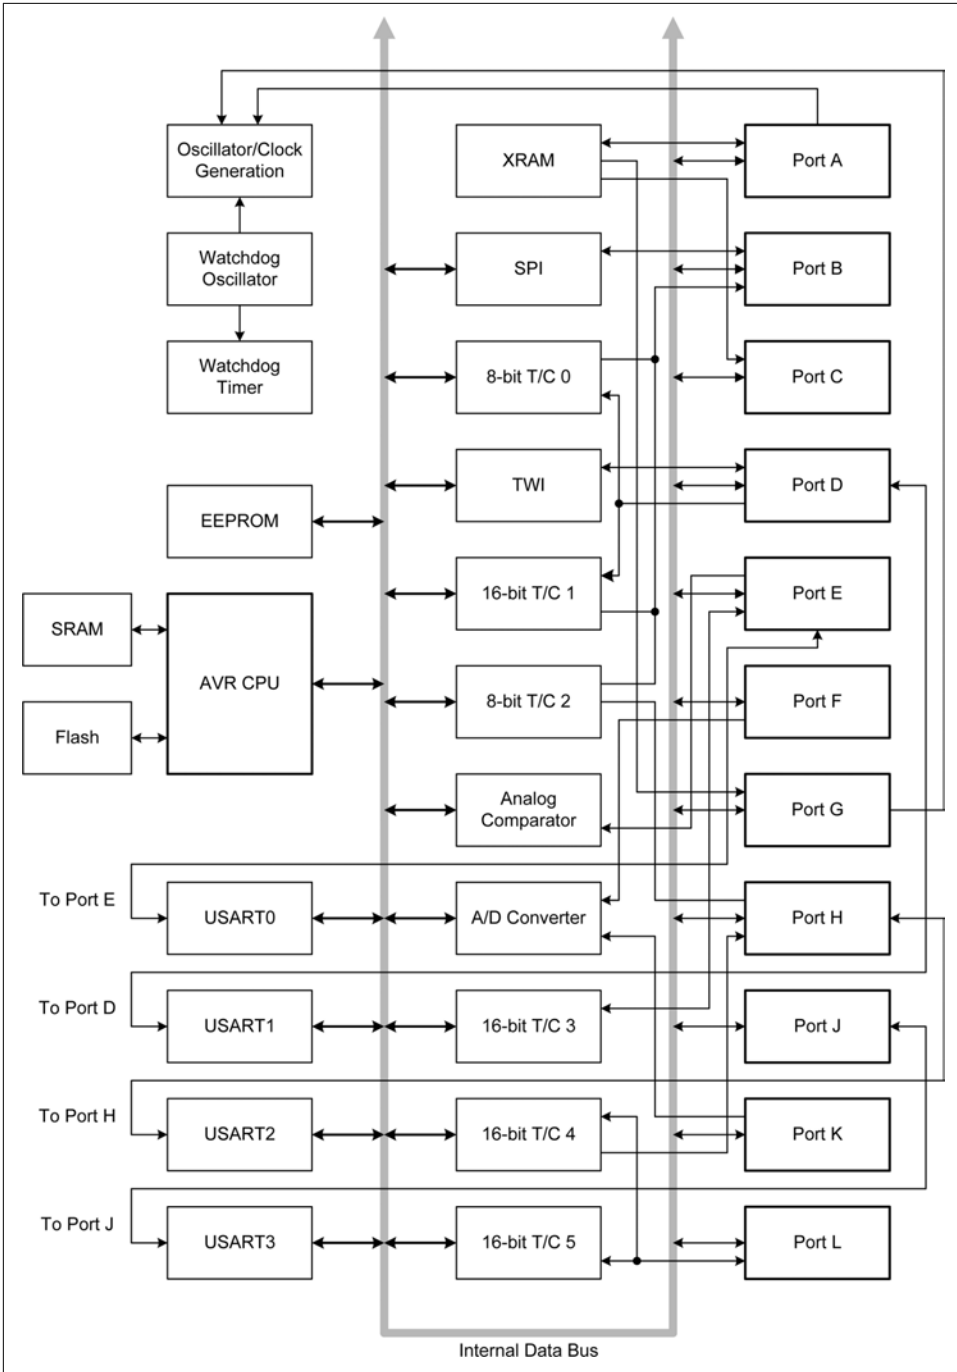 Oscillator/Clock
Generation
XRAM
Port A
Watchdog
Oscillator
SPI
Port B
Watchdog
Timer
8-bit T/C 0
Port C
EEPROM
TWI
Port D
SRAM
16-bit T/C 1
Port E
AVR CPU
Flash
8-bit T/C 2
Port F
Analog
Comparator
Port G
To Port E
USART0
A/D Converter
Port H
To Port D
USART1
16-bit T/C 3
Port J
To Port H
USART2
16-bit T/C 4
Port K
To Port J
USART3
16-bit T/C 5
Port L
Internal Data Bus